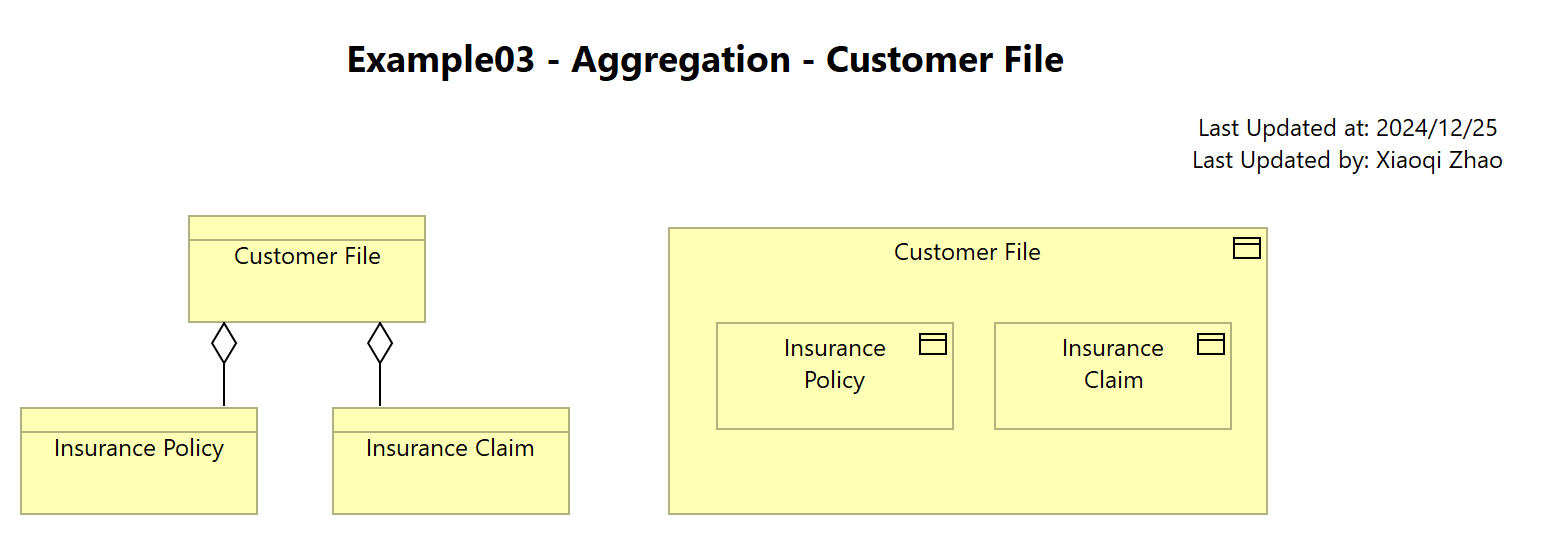 Example03 - Aggregation - Customer File
Last Updated at: 2024/12/25
Last Updated by: Xiaoqi Zhao
Customer File
Insurance Policy
Insurance Claim
Customer File
Insurance
Policy
Insurance
Claim